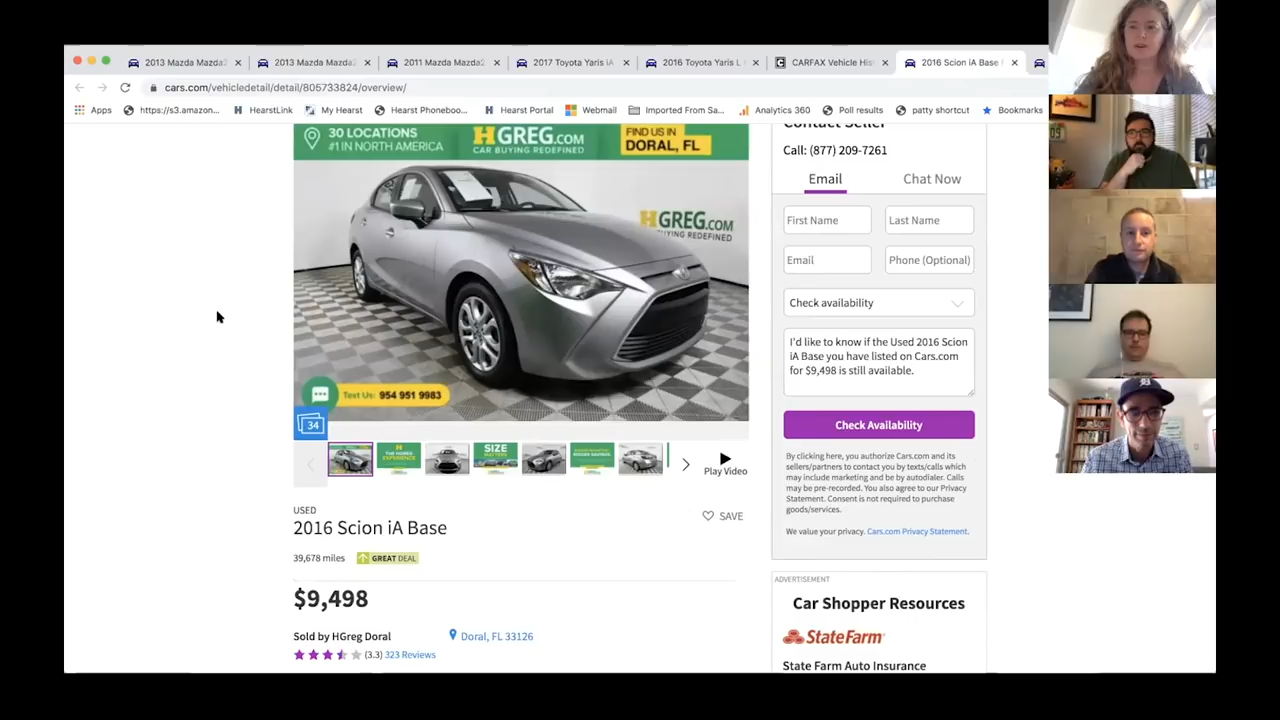 2013 Mazda Mazda2
2013 Mazda Mazda2
2011 Mazda Mazda2
2017 Toyota Yaris iA
2016 Toyota Yaris L
CARFAX Vehicle His
2016 Scion iA Base
cars.com/vehicledetail/detail/805733824/overview/
Apps
https://s3.amazon...
HearstLink
My Hearst
Hearst Phoneboo...
Hearst Portal
Webmail
Imported From Sa...
Analytics 360
Poll results
patty shortcut
Bookmarks
30 LOCATIONS
#1 IN NORTH AMERICA
HGREG.COM
CAR BUYING REDEFINED
FIND US IN
DORAL, FL
HGREG.COM
BUYING REDEFINED
Text Us: 954 951 9983
34
THE HGREG
EXPERIENCE
SIZE
MATTERS
Play Video
USED
2016 Scion iA Base
SAVE
39,678 miles
GREAT DEAL
$9,498
Sold by HGreg Doral
Doral, FL 33126
(3.3) 323 Reviews
Contact Seller
Call: (877) 209-7261
Email
Chat Now
First Name
Last Name
Email
Phone (Optional)
Check availability
I'd like to know if the Used 2016 Scion
iA Base you have listed on Cars.com
for $9,498 is still available.
Check Availability
By clicking here, you authorize Cars.com and its
sellers/partners to contact you by texts/calls which
may include marketing and be by autodialer. Calls
may be pre-recorded. You also agree to our Privacy
Statement. Consent is not required to purchase
goods/services.
We value your privacy. Cars.com Privacy Statement.
ADVERTISEMENT
Car Shopper Resources
StateFarm
State Farm Auto Insurance